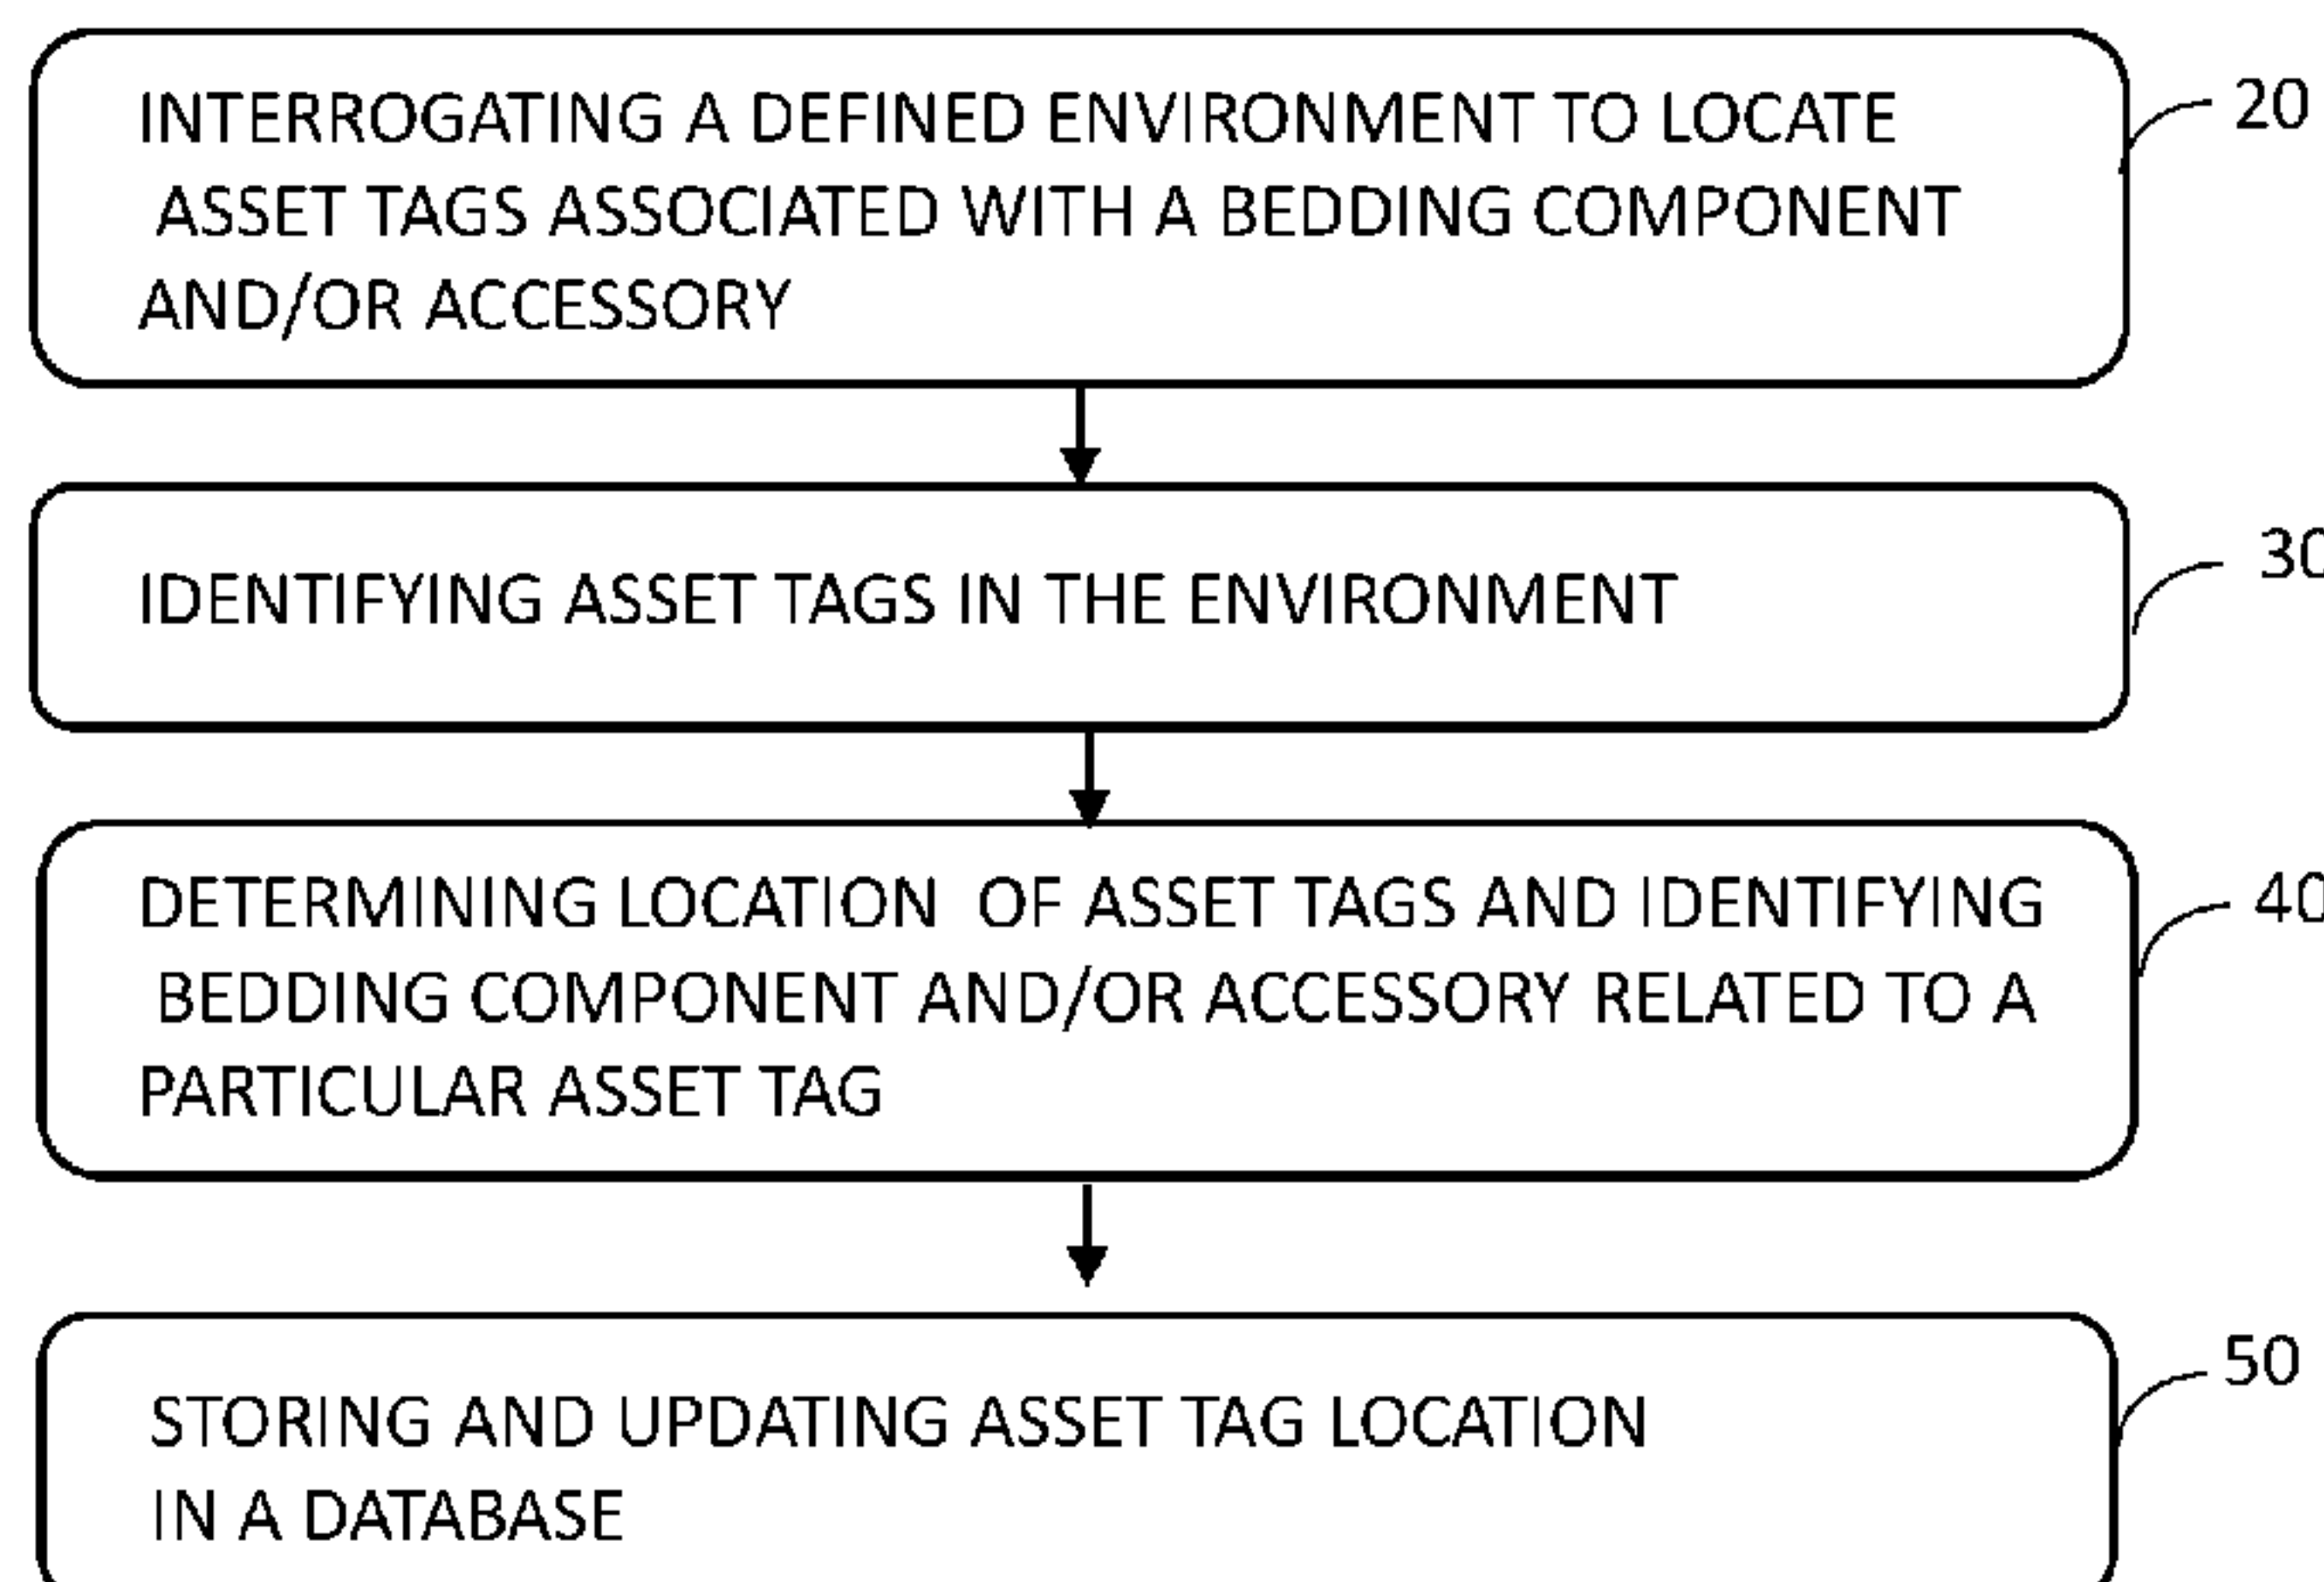 INTERROGATING A DEFINED ENVIRONMENT TO LOCATE
ASSET TAGS ASSOCIATED WITH A BEDDING COMPONENT
AND/OR ACCESSORY
20
IDENTIFYING ASSET TAGS IN THE ENVIRONMENT
30
DETERMINING LOCATION OF ASSET TAGS AND IDENTIFYING
BEDDING COMPONENT AND/OR ACCESSORY RELATED TO A
PARTICULAR ASSET TAG
40
STORING AND UPDATING ASSET TAG LOCATION
IN A DATABASE
50